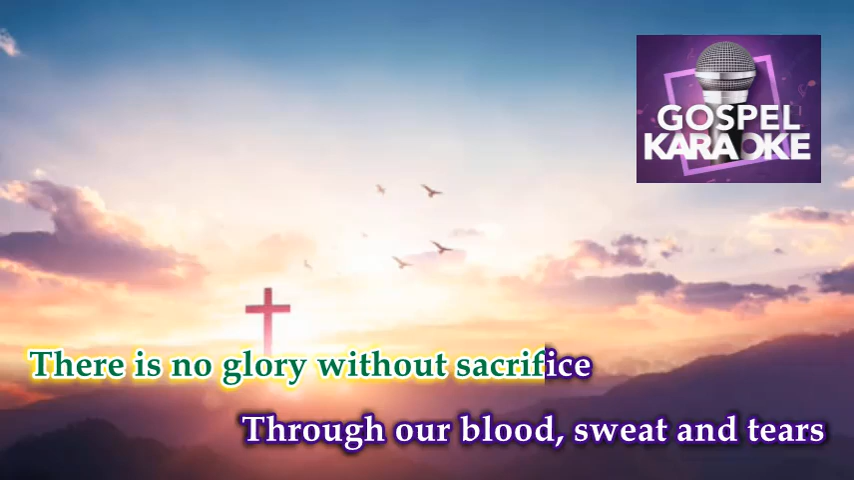 GOSPEL
KARAOKE
There is no glory without sacrifice
Through our blood, sweat and tears